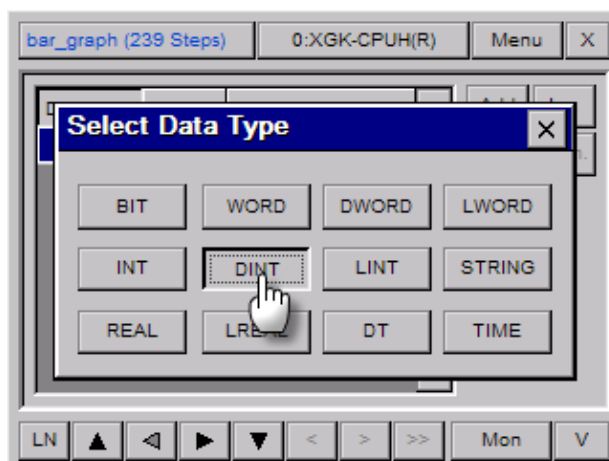 bar_graph (239 Steps) 0:XGK-CPUH(R) Menu X
Select Data Type X
BIT WORD DWORD LWORD
INT DINT LINT STRING
REAL LREAL DT TIME
LN < > >> Mon V